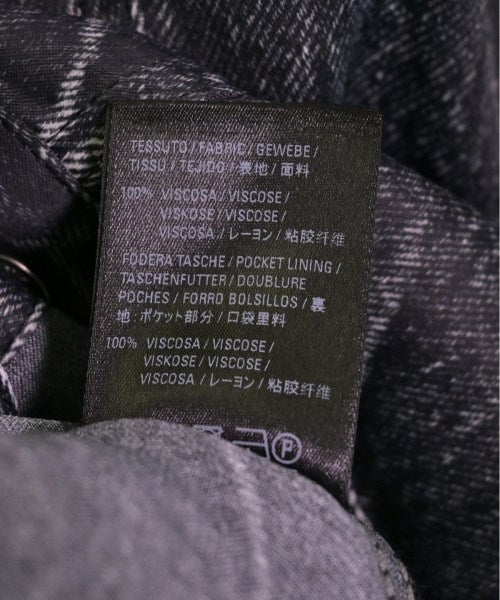 TESSUTO / FABRIC / GEWEBE /
TISSU / TEJIDO / 表地 / 面料
100% VISCOSA / VISCOSE /
VISKOSE / VISCOSE /
VISCOSA / レーヨン / 粘胶纤维
FODERA TASCHE / POCKET LINING /
TASCHENFUTTER / DOUBLURE
POCHES / FORRO BOLSILLOS / 裏
地:ポケット部分 / 口袋里料
100% VISCOSA / VISCOSE /
VISKOSE / VISCOSE /
VISCOSA / レーヨン / 粘胶纤维
P